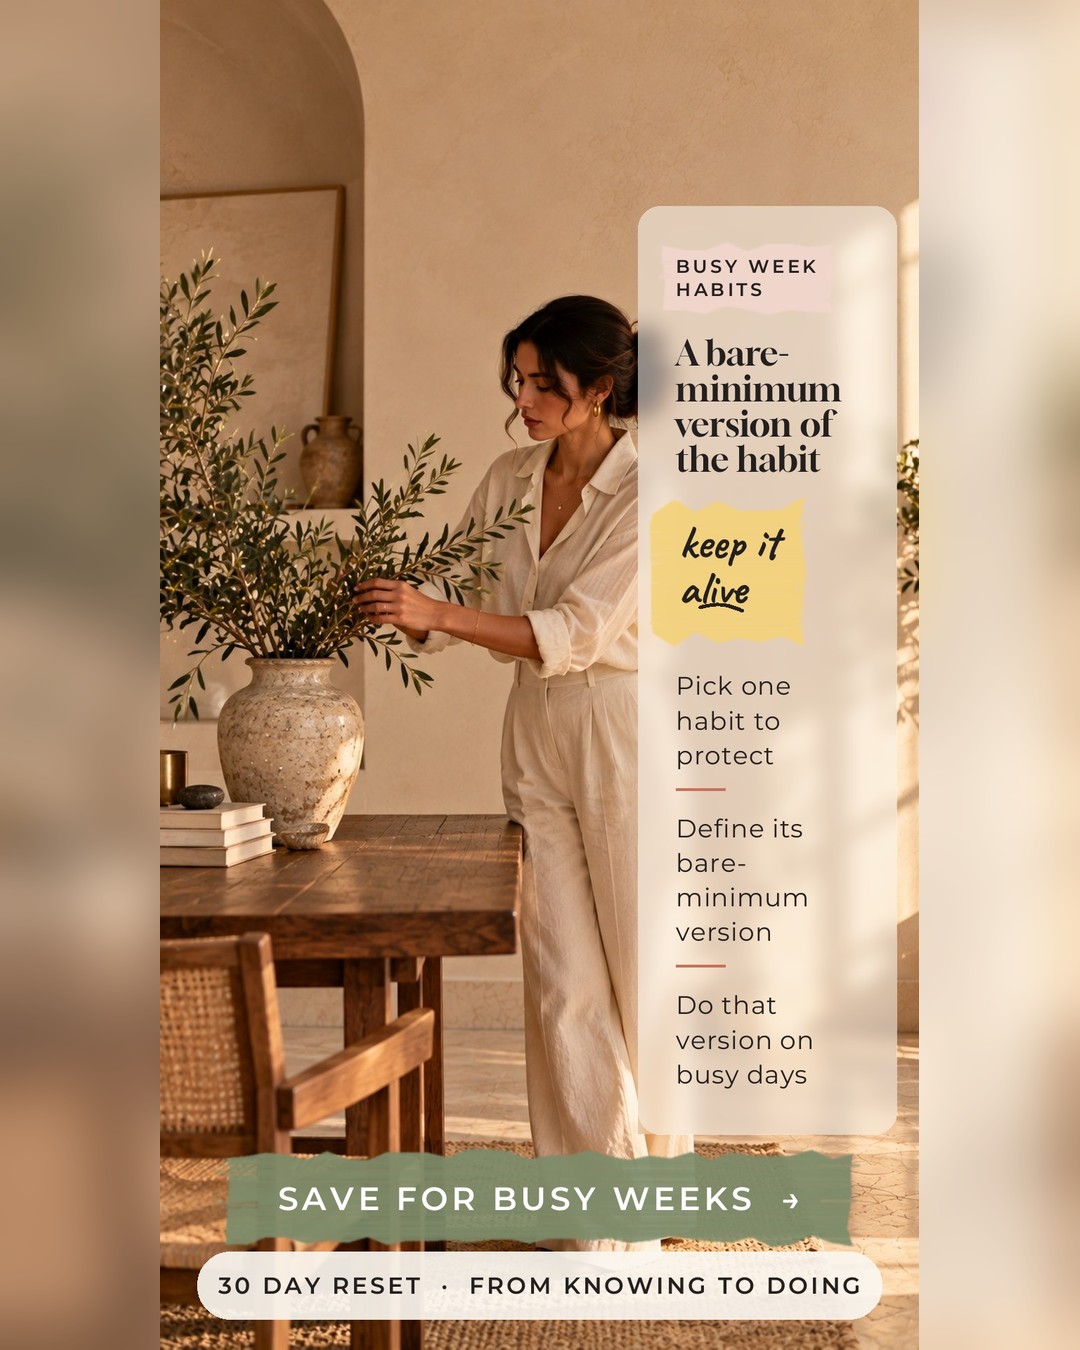 BUSY WEEK
HABITS
A bare-
minimum
version of
the habit
keep it
alive
Pick one
habit to
protect
Define its
bare-
minimum
version
Do that
version on
busy days
SAVE FOR BUSY WEEKS →
30 DAY RESET · FROM KNOWING TO DOING